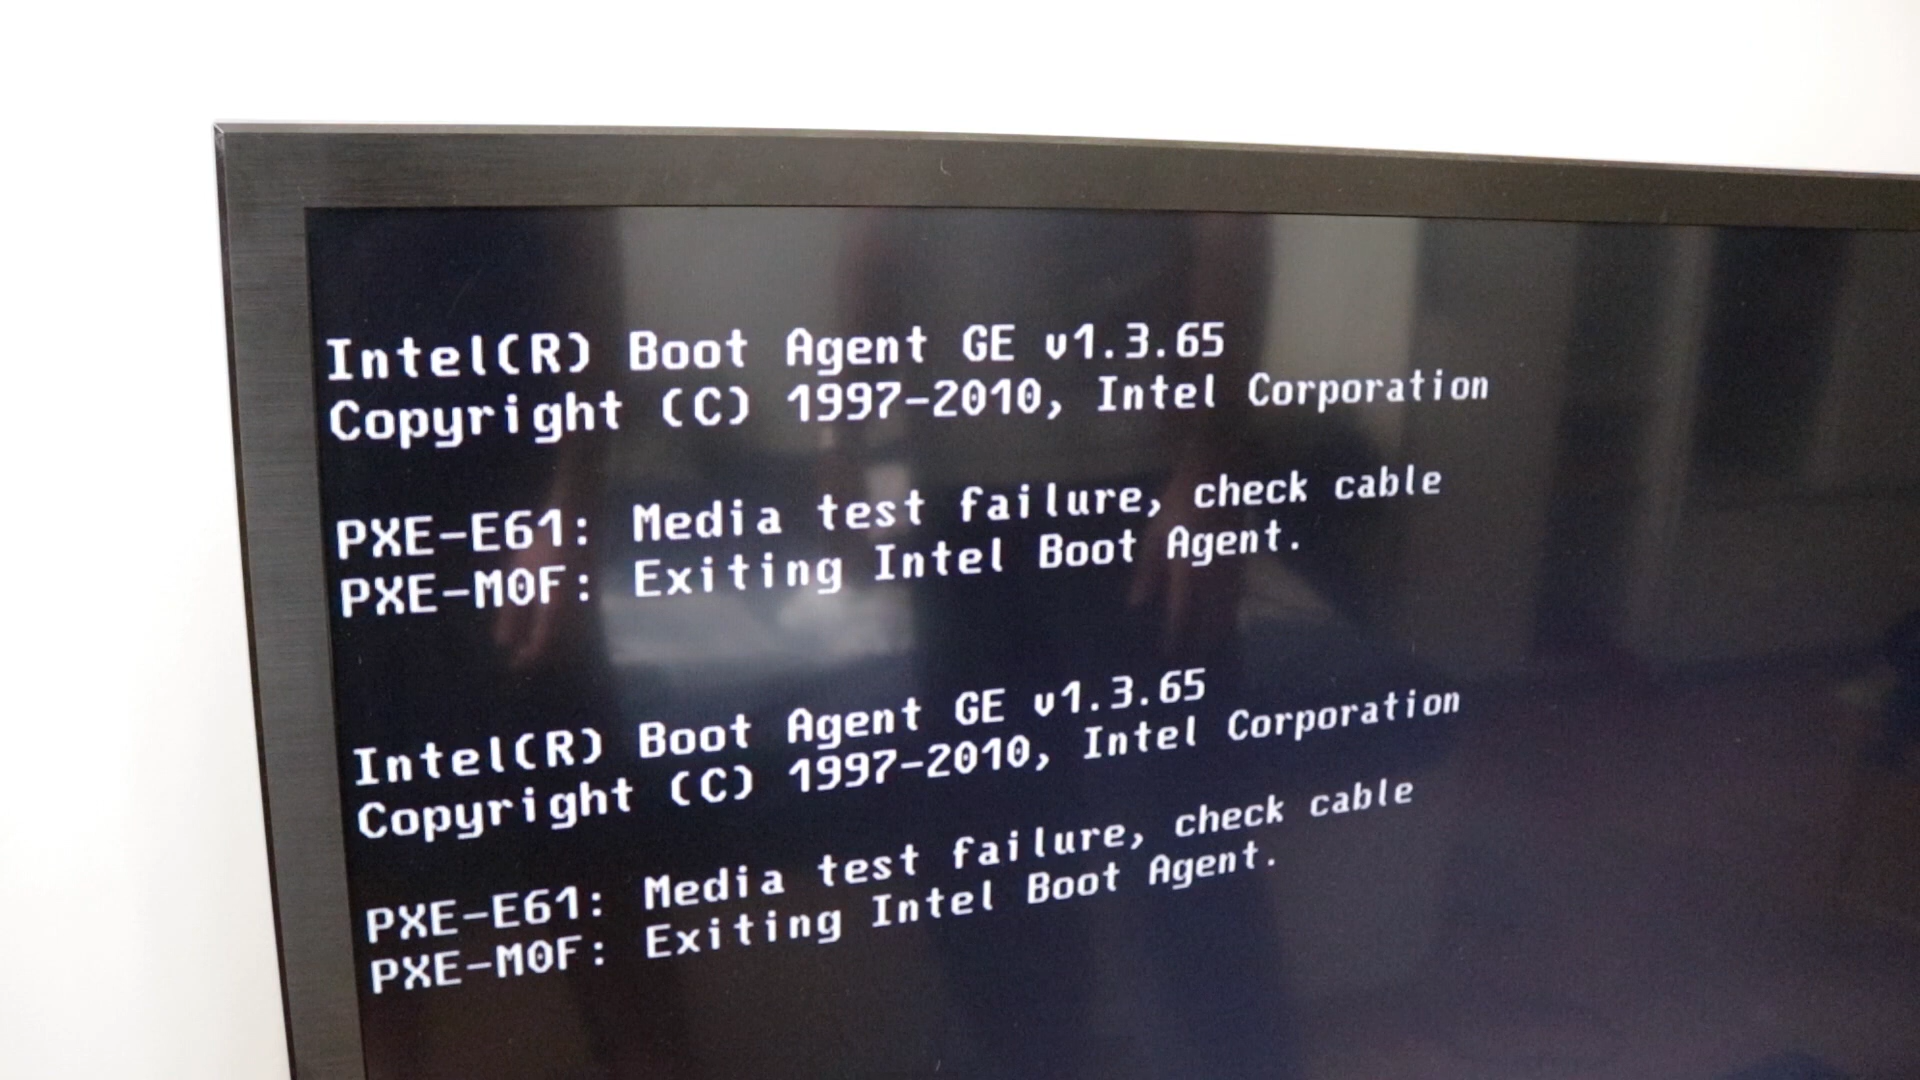 Intel(R) Boot Agent GE v1.3.65
Copyright (C) 1997-2010, Intel Corporation
PXE-E61: Media test failure, check cable
PXE-M0F: Exiting Intel Boot Agent.
Intel(R) Boot Agent GE v1.3.65
Copyright (C) 1997-2010, Intel Corporation
PXE-E61: Media test failure, check cable
PXE-M0F: Exiting Intel Boot Agent.